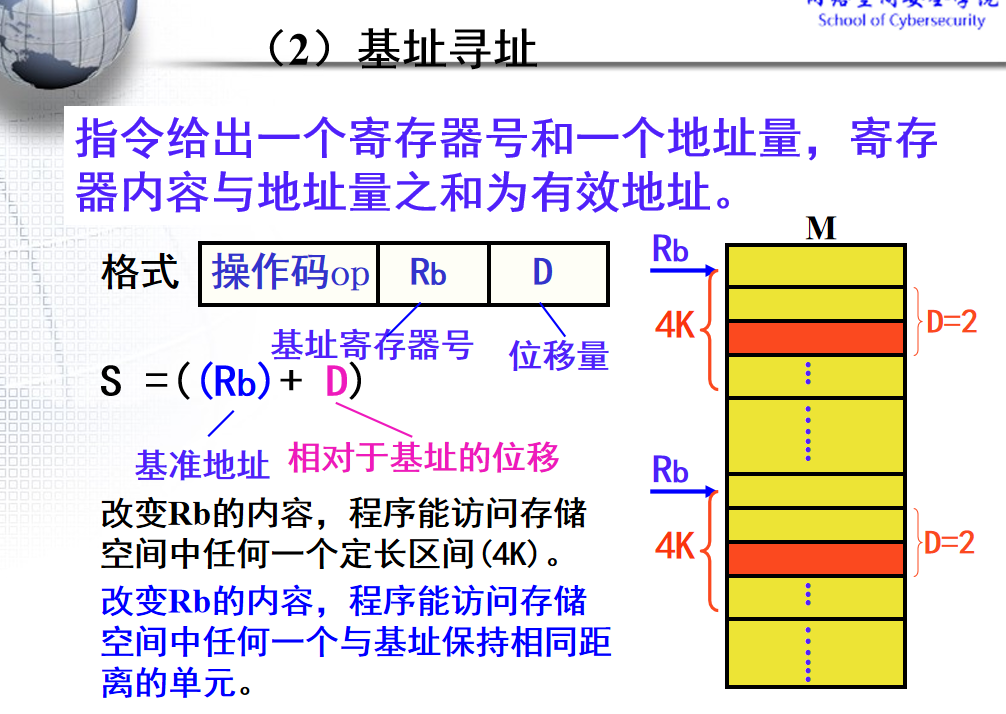 School of Cybersecurity
（2）基址寻址
指令给出一个寄存器号和一个地址量，寄存
器内容与地址量之和为有效地址。
格式 操作码op Rb D
基址寄存器号
位移量
S =((Rb)+ D)
基准地址
相对于基址的位移
改变Rb的内容，程序能访问存储
空间中任何一个定长区间(4K)。
改变Rb的内容，程序能访问存储
空间中任何一个与基址保持相同距
离的单元。
M
Rb
4K
D=2
Rb
4K
D=2